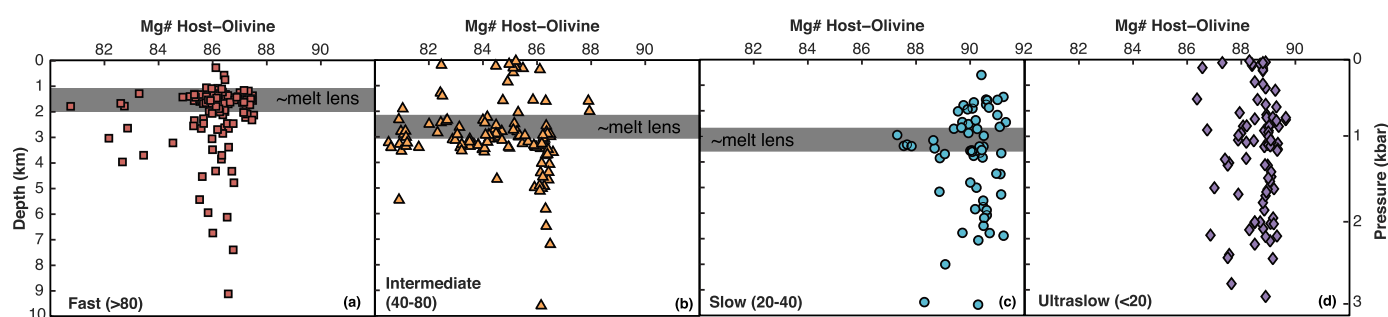 Mg# Host–Olivine Mg# Host–Olivine Mg# Host–Olivine Mg# Host–Olivine
82 84 86 88 90 82 84 86 90 82 84 86 88 90 92 82 84 86 88 90
Depth (km)
0
1
2
3
4
5
6
7
8
9
10
~melt lens
Fast (>80) (a)
~melt lens
Intermediate
(40-80) (b)
~melt lens
Slow (20-40) (c)
Ultraslow (<20) (d)
0
1
2
3
Pressure (kbar)